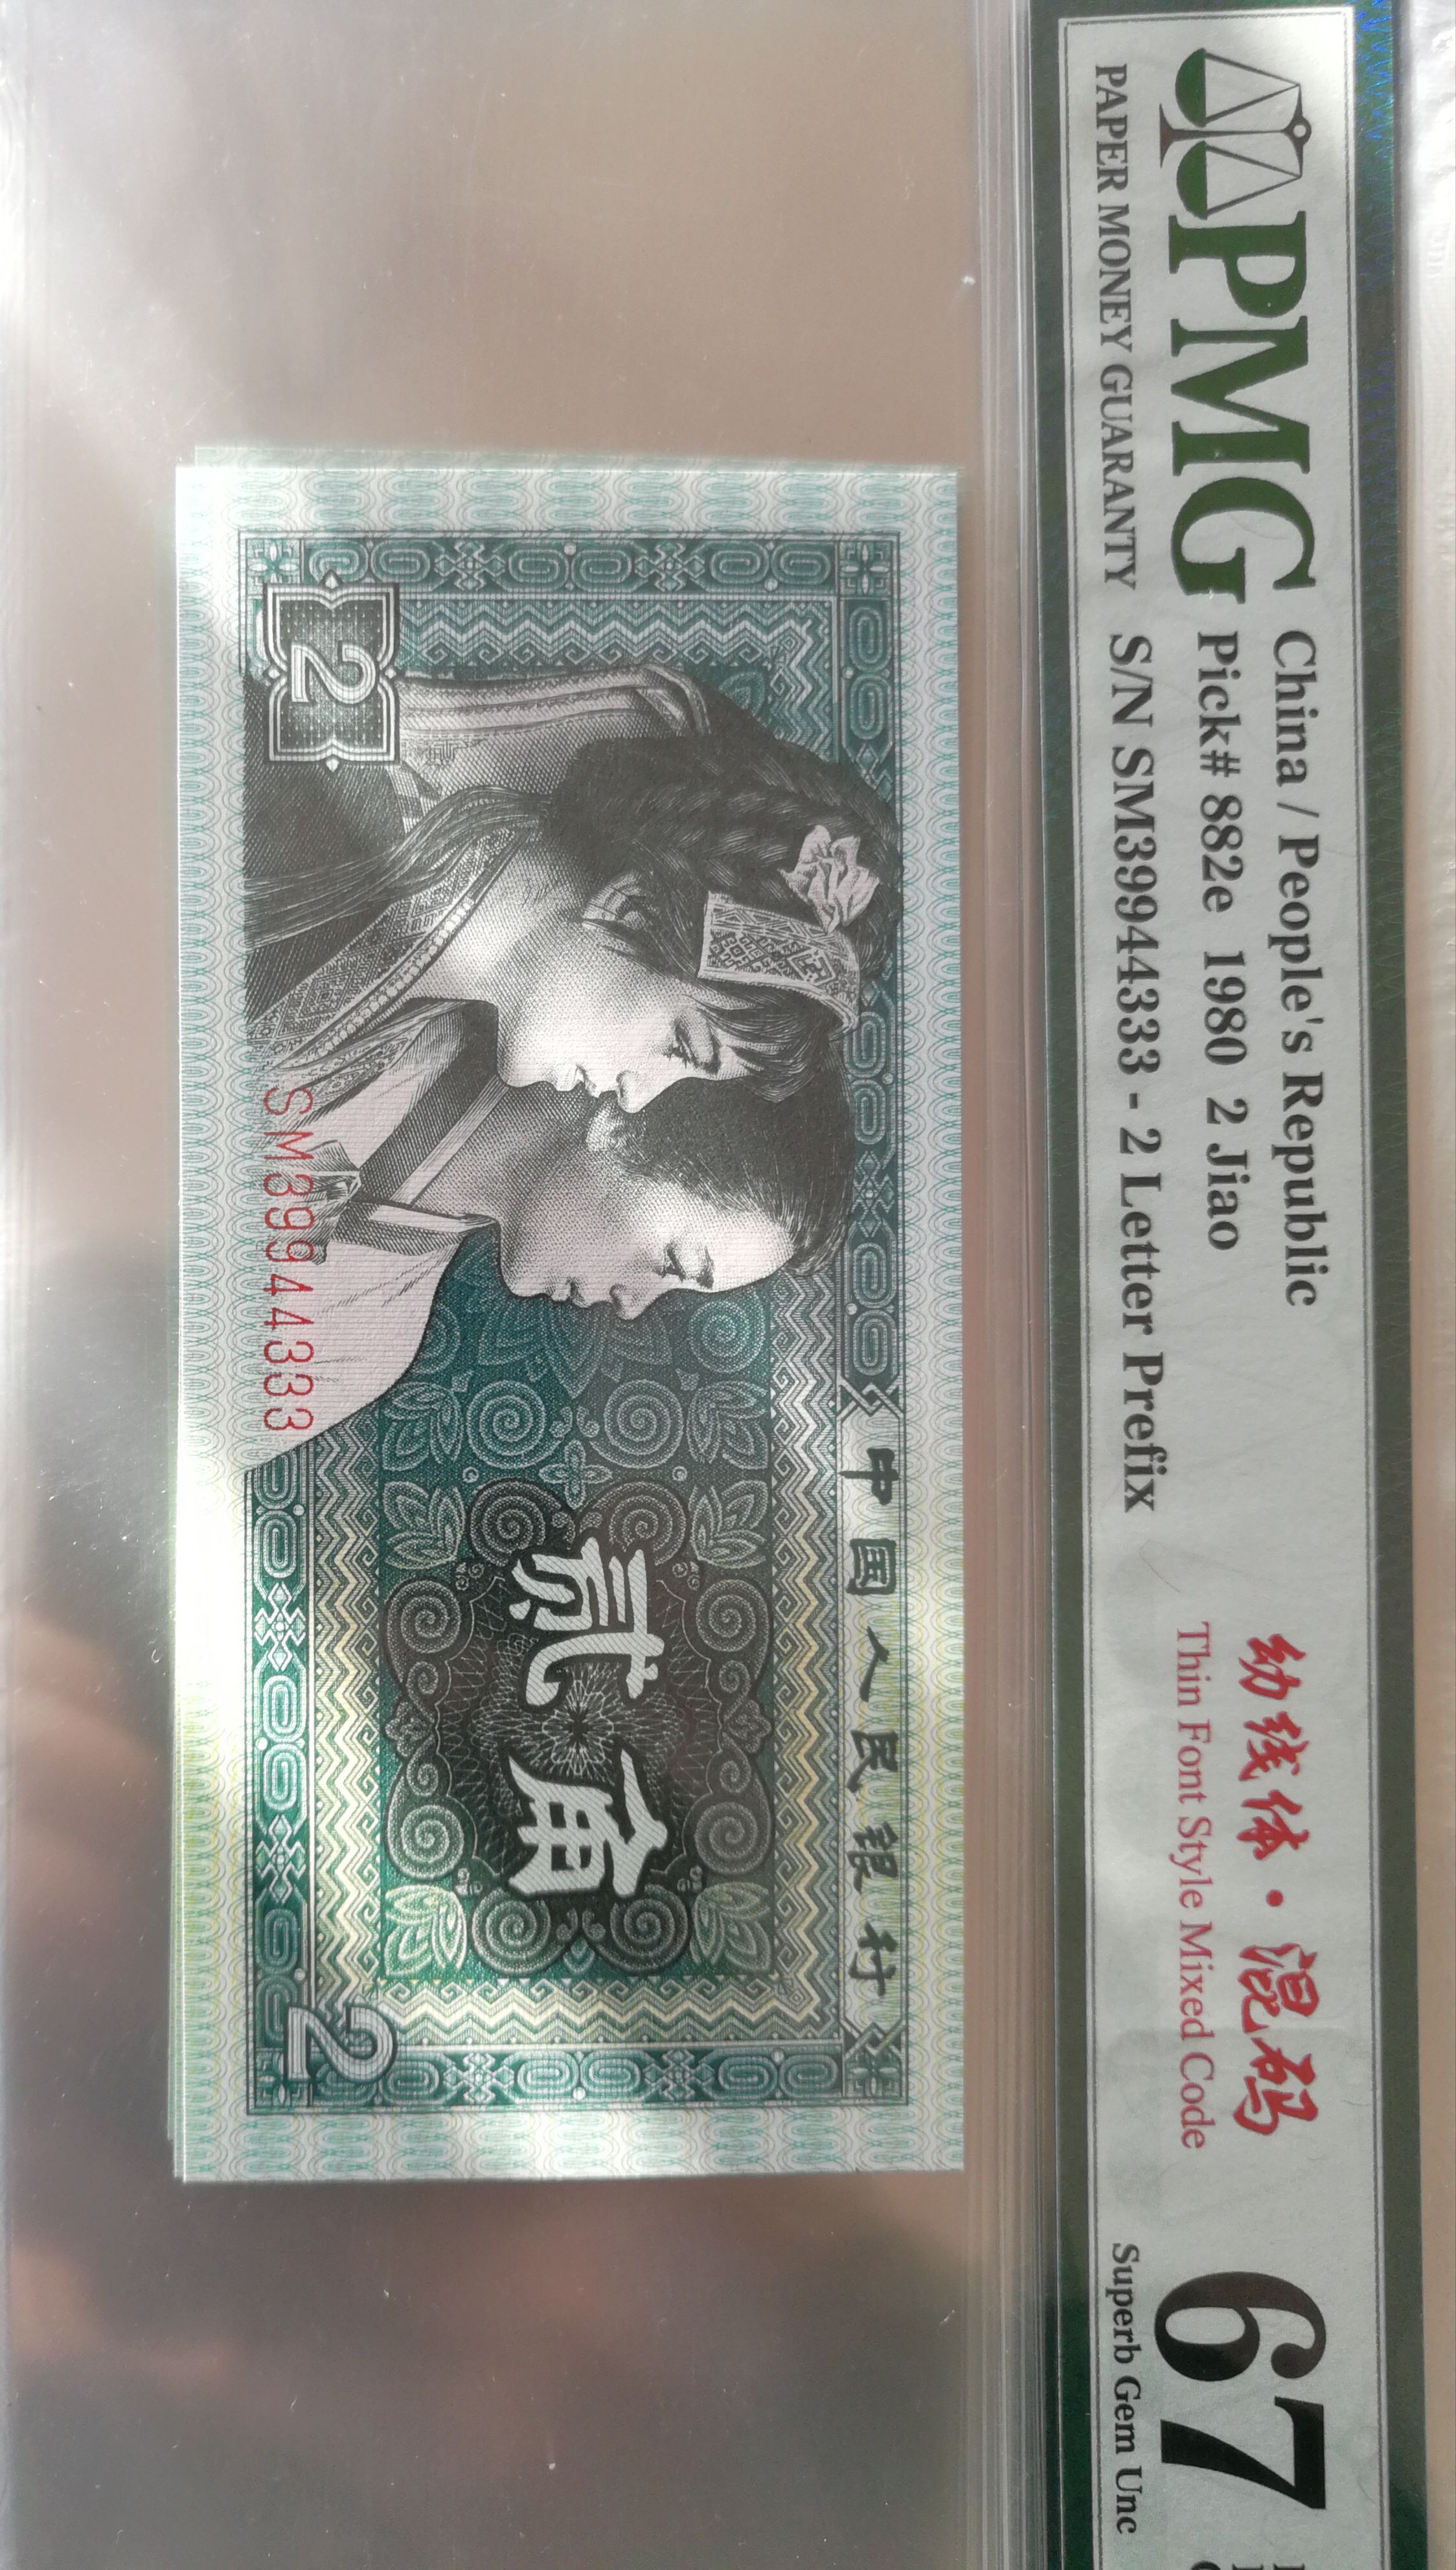 PMG
PAPER MONEY GUARANTY
China / People's Republic
Pick# 882e 1980 2 Jiao
S/N SM39944333 - 2 Letter Prefix
幼线体·混码
Thin Font Style Mixed Code
67
Superb Gem Unc
中国人民银行
贰角
2
SM39944333
2